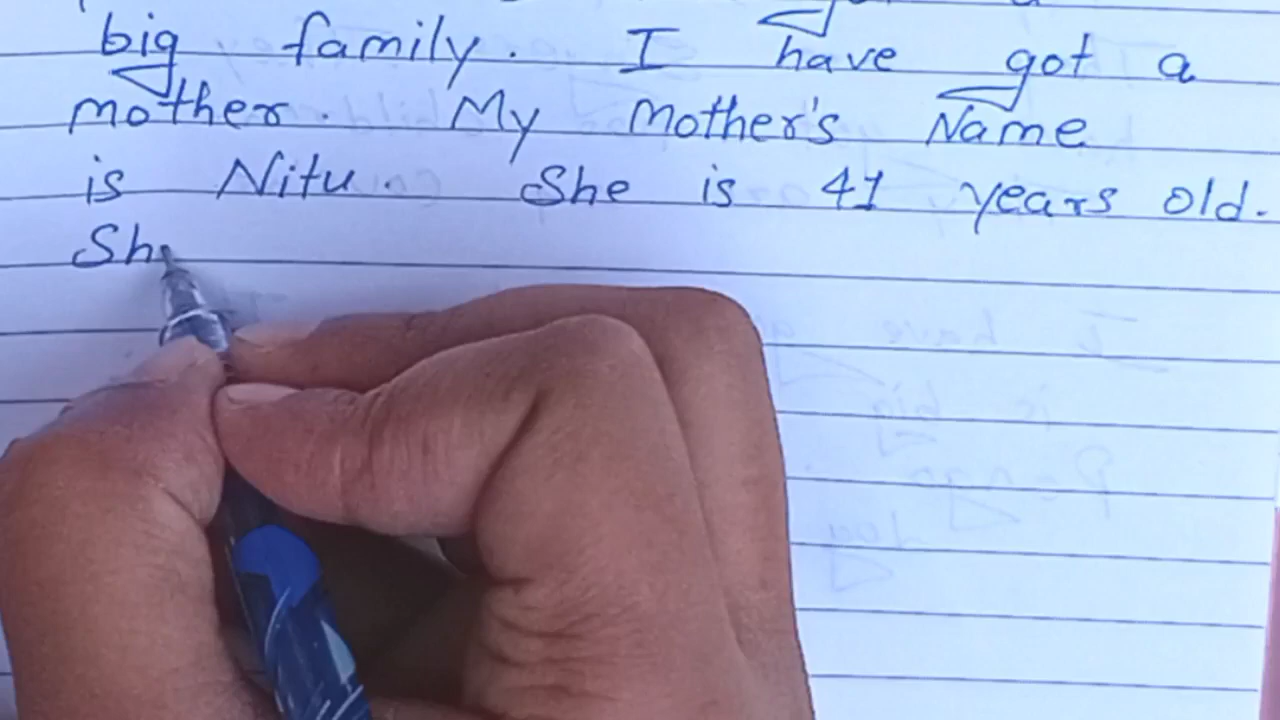 big family. I have got a
mother. My Mother's Name
is Nitu. She is 41 years old.
Sh